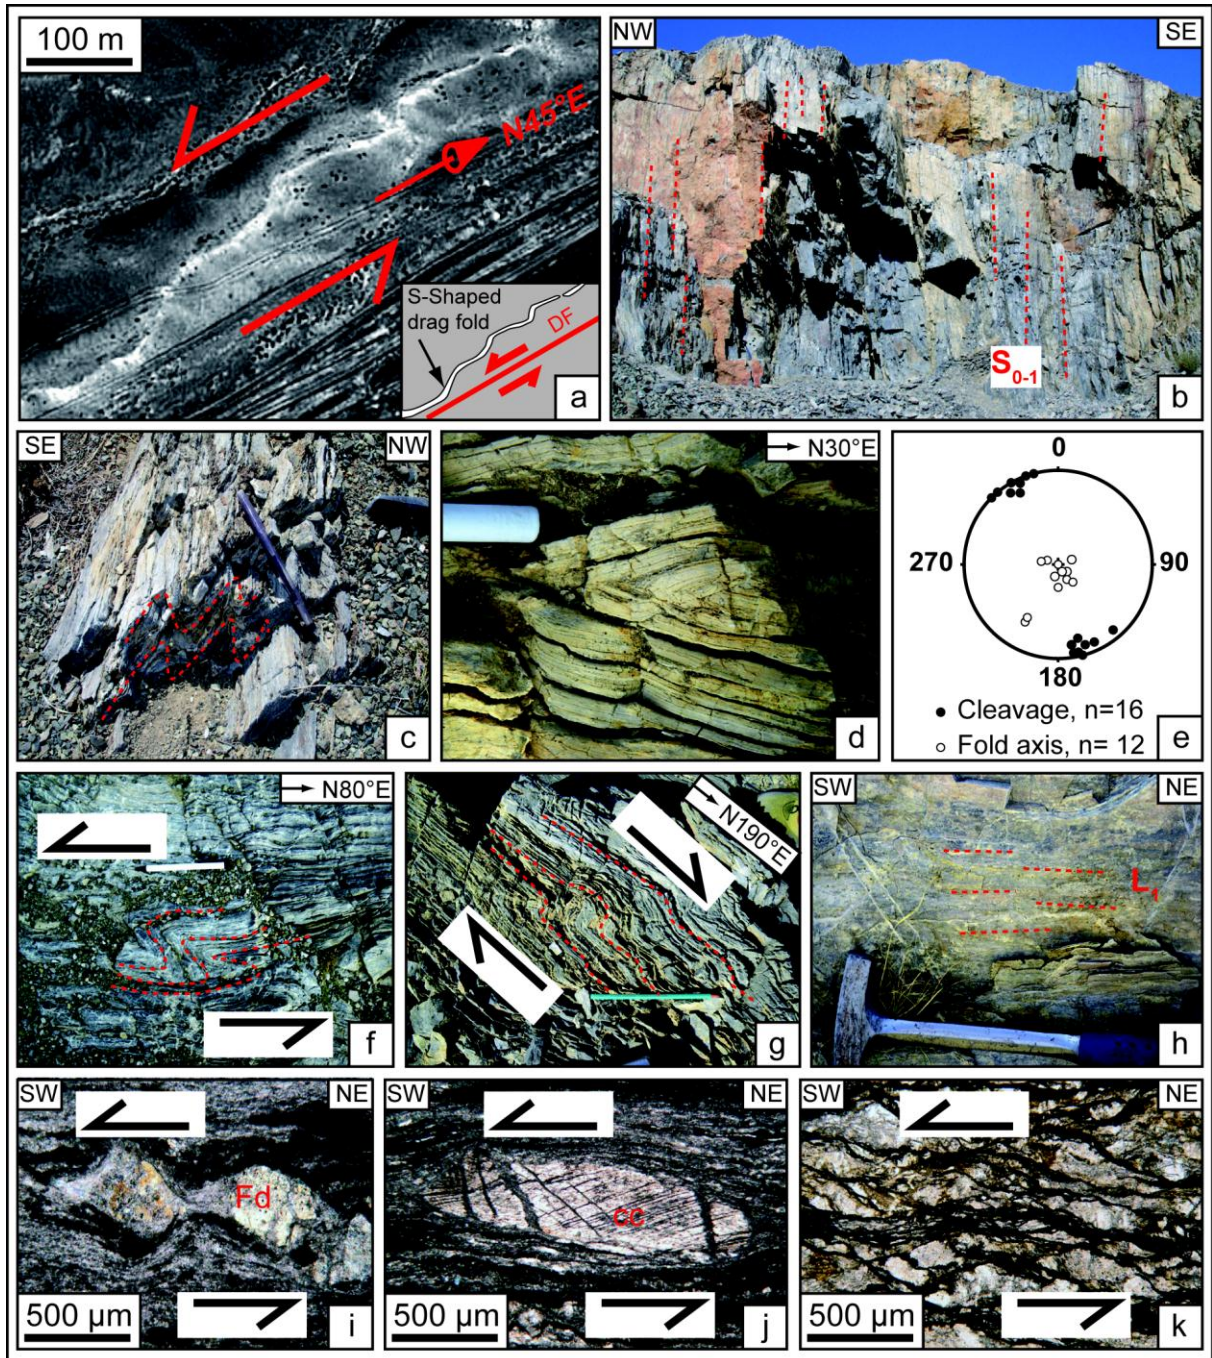 100 m
N45°E
S-Shaped
drag fold
DF
a
NW
SE
S0-1
b
SE
NW
c
N30°E
d
0
270
90
180
● Cleavage, n=16
○ Fold axis, n= 12
e
N80°E
f
N190°E
g
SW
NE
L1
h
SW
NE
Fd
500 µm
i
SW
NE
cc
500 µm
j
SW
NE
500 µm
k